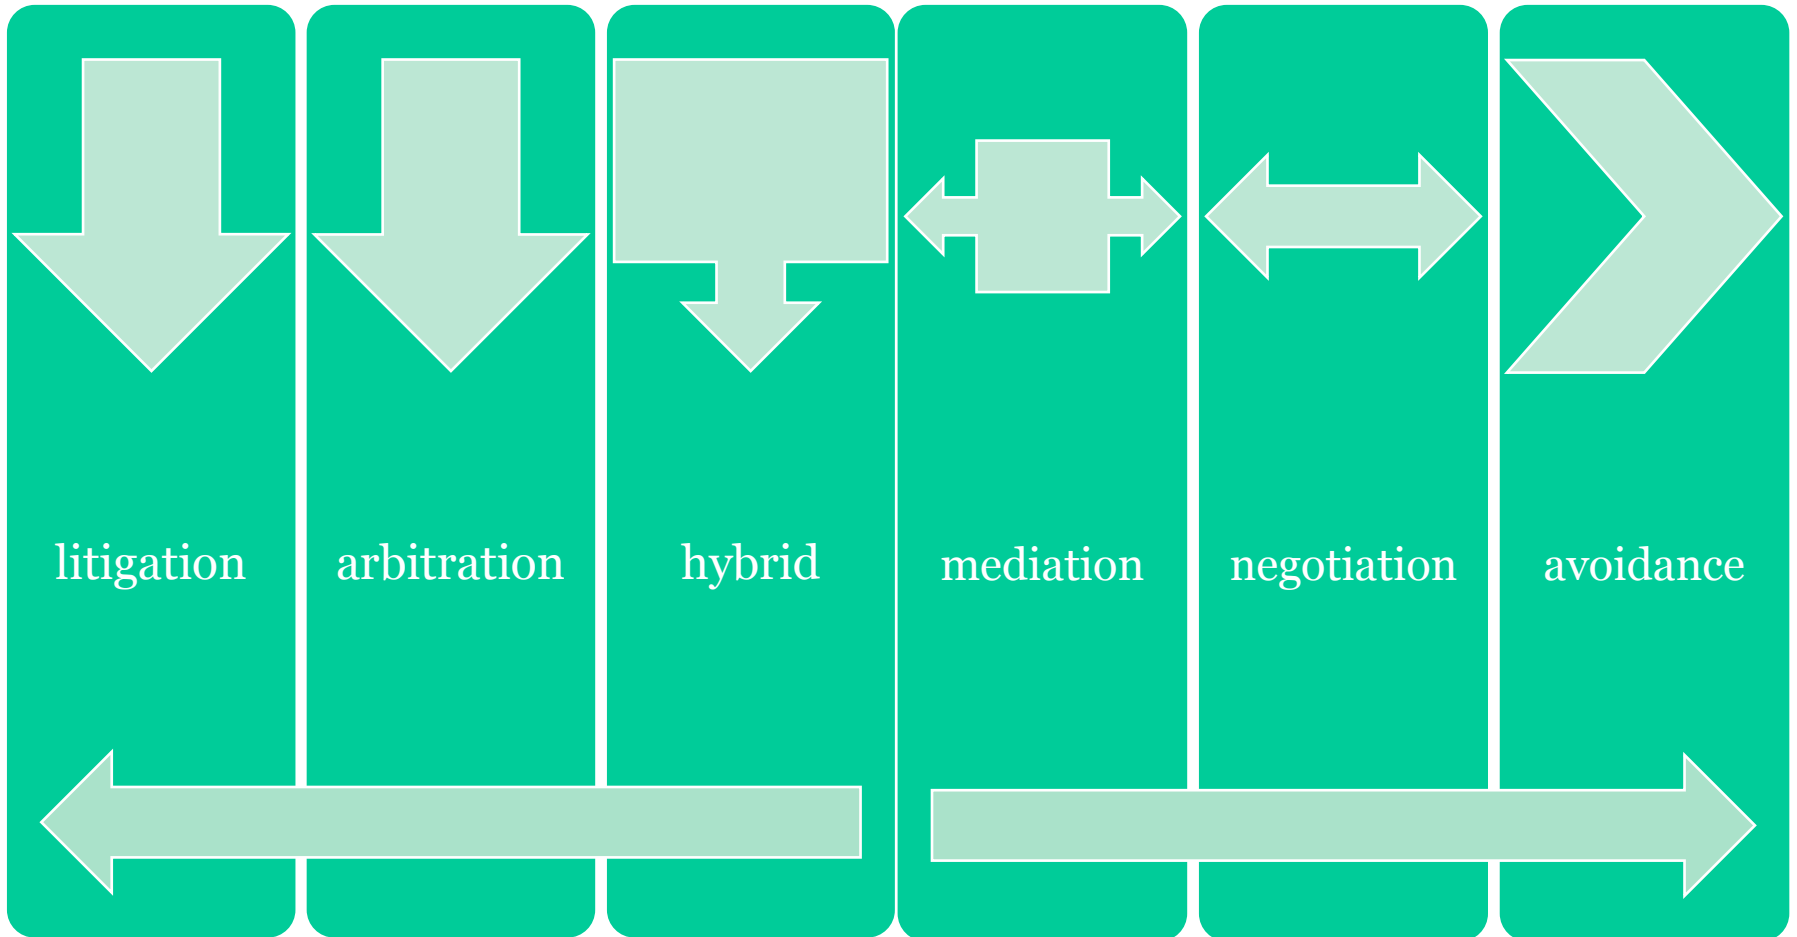 litigation
arbitration
hybrid
mediation
negotiation
avoidance